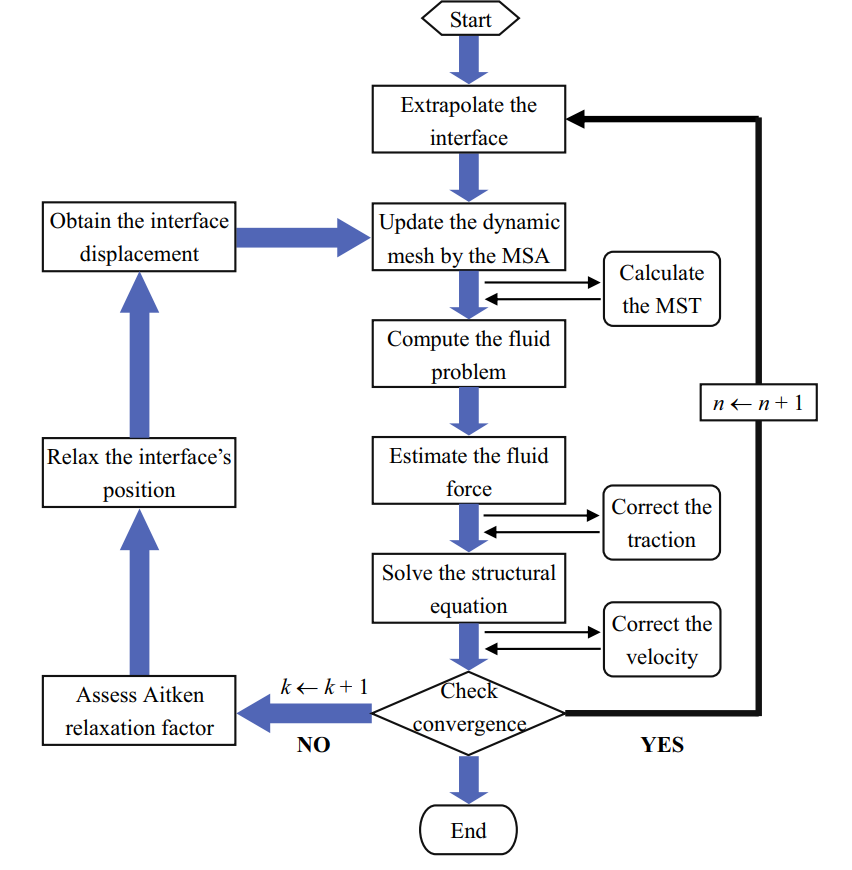 Start
Extrapolate the
interface
Obtain the interface
displacement
Update the dynamic
mesh by the MSA
Calculate
the MST
Compute the fluid
problem
n ← n + 1
Relax the interface’s
position
Estimate the fluid
force
Correct the
traction
Solve the structural
equation
Correct the
velocity
Assess Aitken
relaxation factor
k ← k + 1
NO
Check
convergence
YES
End